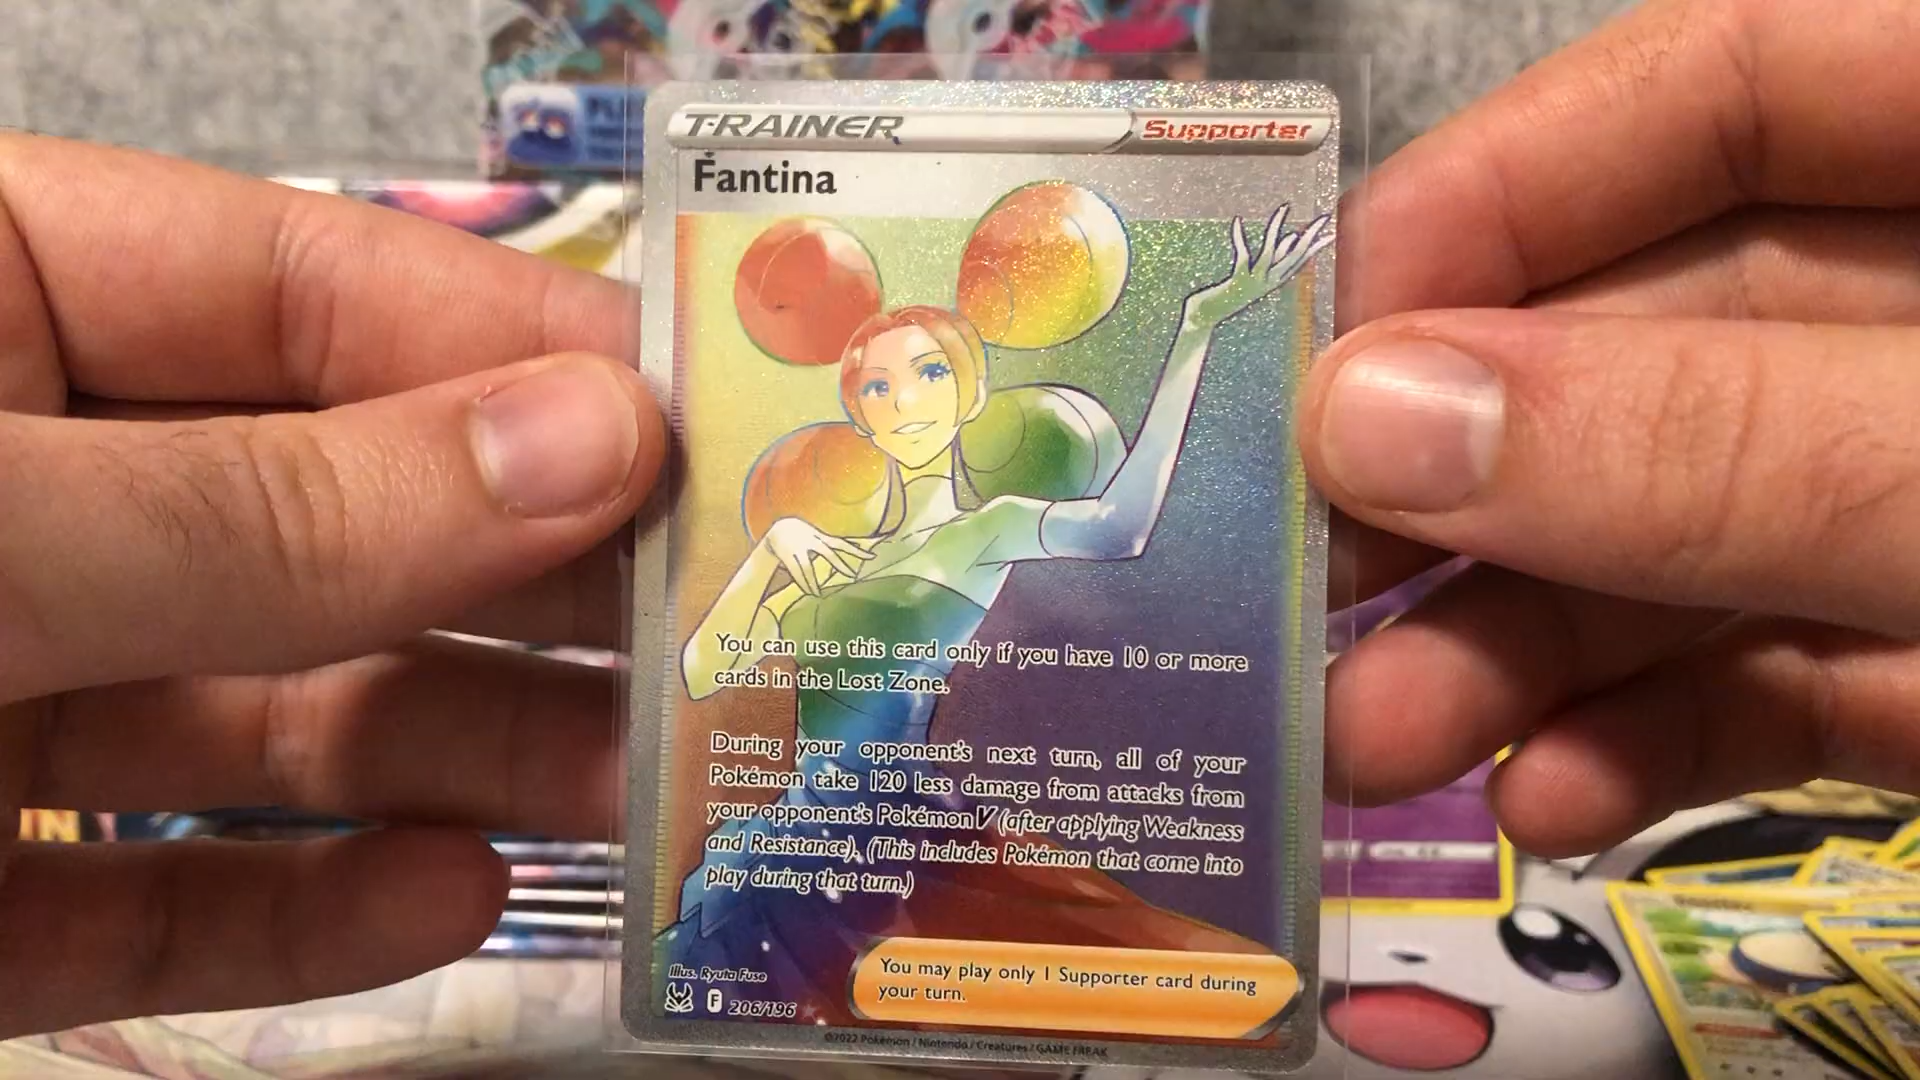 TRAINER
Supporter
Fantina
You can use this card only if you have 10 or more
cards in the Lost Zone.
During your opponent's next turn, all of your
Pokémon take 120 less damage from attacks from
your opponent's Pokémon V (after applying Weakness
and Resistance). (This includes Pokémon that come into
play during that turn.)
You may play only 1 Supporter card during
your turn.
Illus. Ryuta Fuse
F 206/196
©2022 Pokémon / Nintendo / Creatures / GAME FREAK
IN